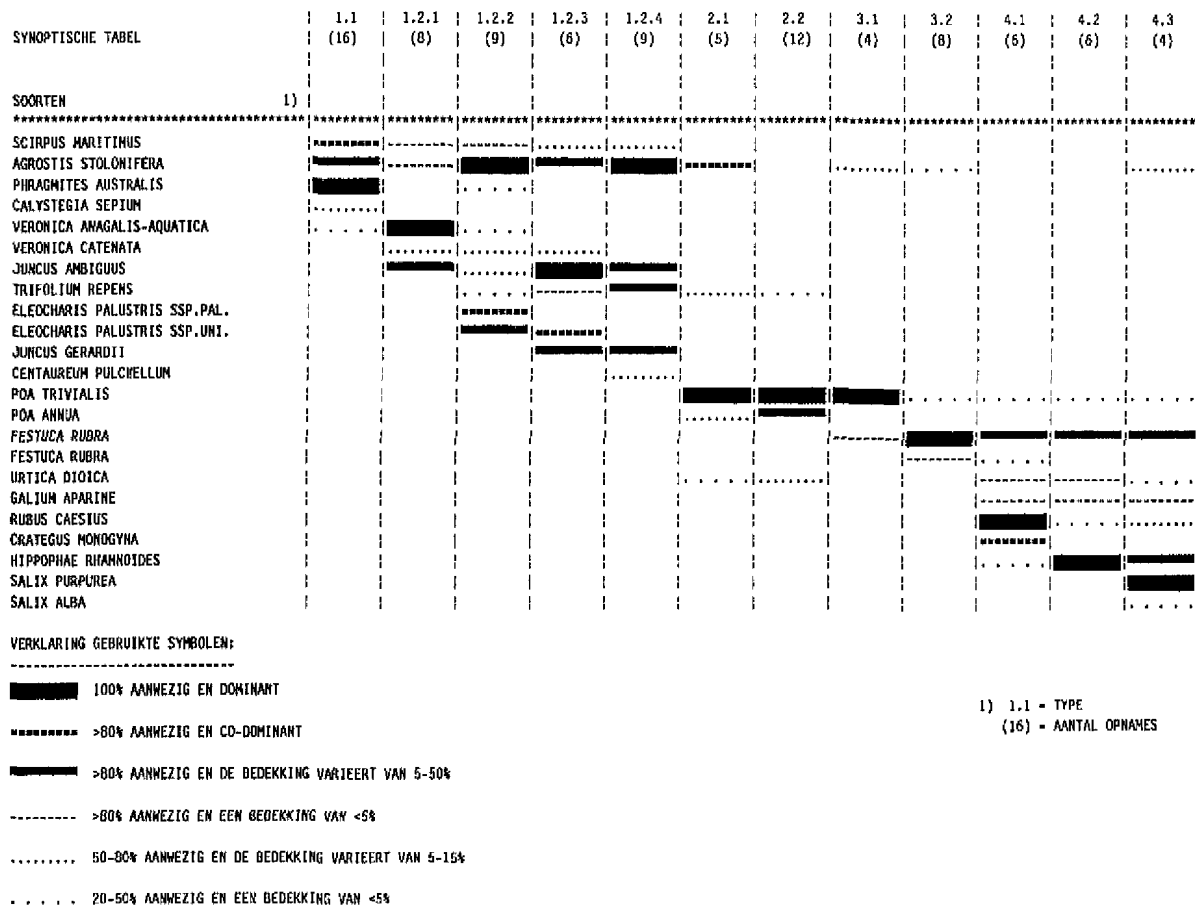 1.1 1.2.1 1.2.2 1.2.3 1.2.4 2.1 2.2 3.1 3.2 4.1 4.2 4.3
SYNOPTISCHE TABEL (16) (8) (9) (6) (9) (5) (12) (4) (8) (6) (6) (4)
SOORTEN 1)
SCIRPUS MARITIMUS
AGROSTIS STOLONIFERA
PHRAGMITES AUSTRALIS
CALYSTEGIA SEPIUM
VERONICA ANAGALIS-AQUATICA
VERONICA CATENATA
JUNCUS AMBIGUUS
TRIFOLIUM REPENS
ELEOCHARIS PALUSTRIS SSP.PAL.
ELEOCHARIS PALUSTRIS SSP.UNI.
JUNCUS GERARDII
CENTAUREUM PULCHELLUM
POA TRIVIALIS
POA ANNUA
FESTUCA RUBRA
FESTUCA RUBRA
URTICA DIOICA
GALIUM APARINE
RUBUS CAESIUS
CRATEGUS MONOGYNA
HIPPOPHAE RHAMNOIDES
SALIX PURPUREA
SALIX ALBA
VERKLARING GEBRUIKTE SYMBOLEN:
100% AANWEZIG EN DOMINANT
>80% AANWEZIG EN CO-DOMINANT
>80% AANWEZIG EN DE BEDEKKING VARIEERT VAN 5-50%
>80% AANWEZIG EN EEN BEDEKKING VAN <5%
50-80% AANWEZIG EN DE BEDEKKING VARIEERT VAN 5-15%
20-50% AANWEZIG EN EEN BEDEKKING VAN <5%
1) 1.1 = TYPE
(16) = AANTAL OPNAMES